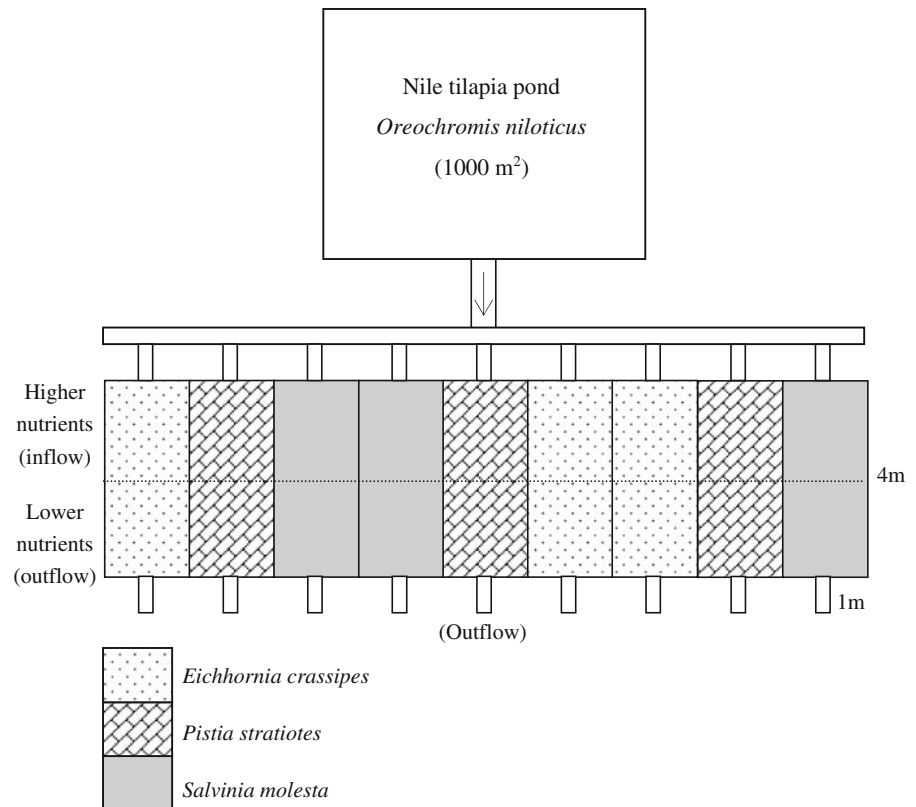 Nile tilapia pond
Oreochromis niloticus
(1000 m²)
Higher
nutrients
(inflow)
4m
Lower
nutrients
(outflow)
1m
(Outflow)
Eichhornia crassipes
Pistia stratiotes
Salvinia molesta